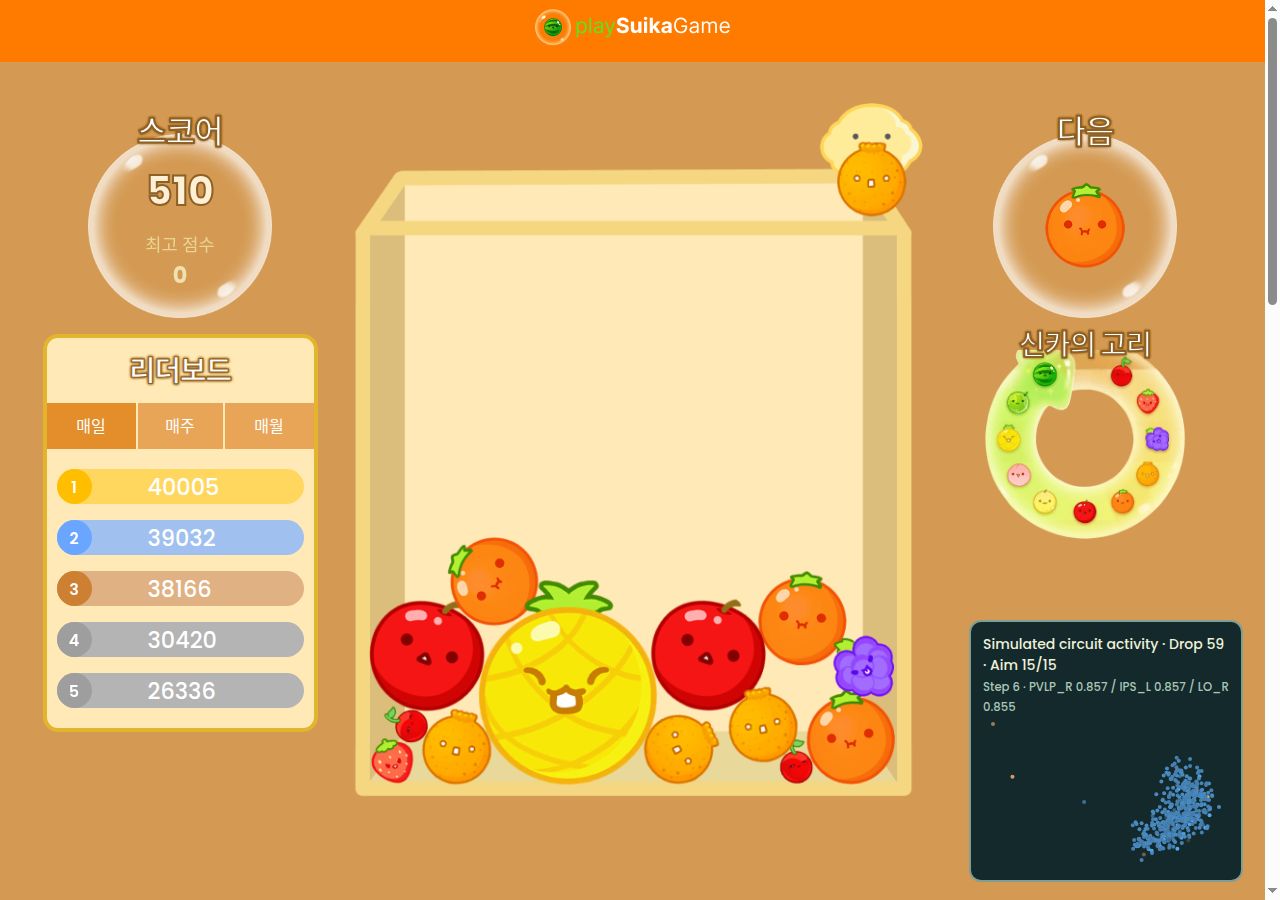 playSuikaGame
스코어
510
최고 점수
0
다음
신카의 고리
리더보드
매일 매주 매월
1 40005
2 39032
3 38166
4 30420
5 26336
Simulated circuit activity · Drop 59
· Aim 15/15
Step 6 · PVLP_R 0.857 / IPS_L 0.857 / LO_R
0.855